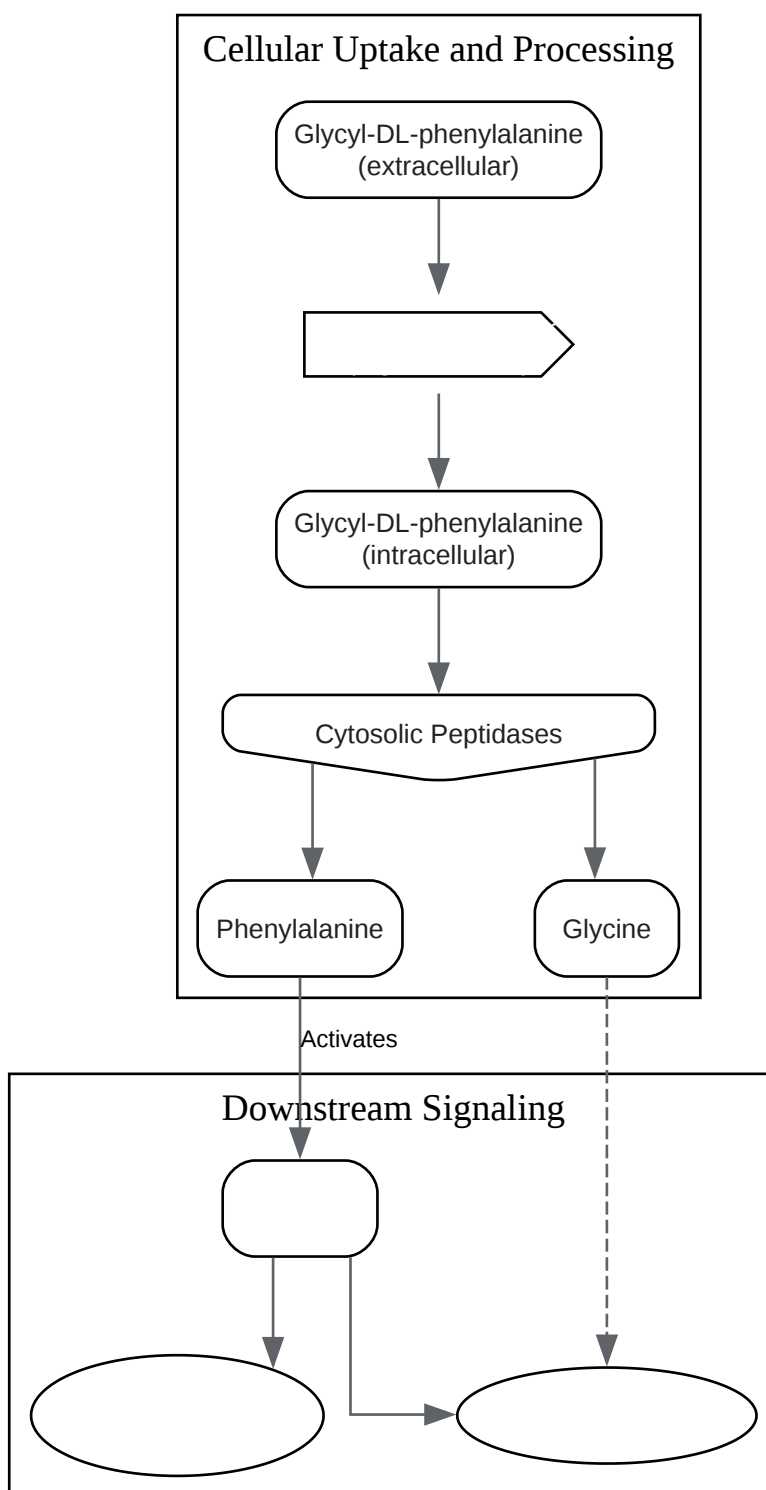 Cellular Uptake and Processing
Glycyl-DL-phenylalanine
(extracellular)
Glycyl-DL-phenylalanine
(intracellular)
Cytosolic Peptidases
Phenylalanine
Glycine
Activates
Downstream Signaling